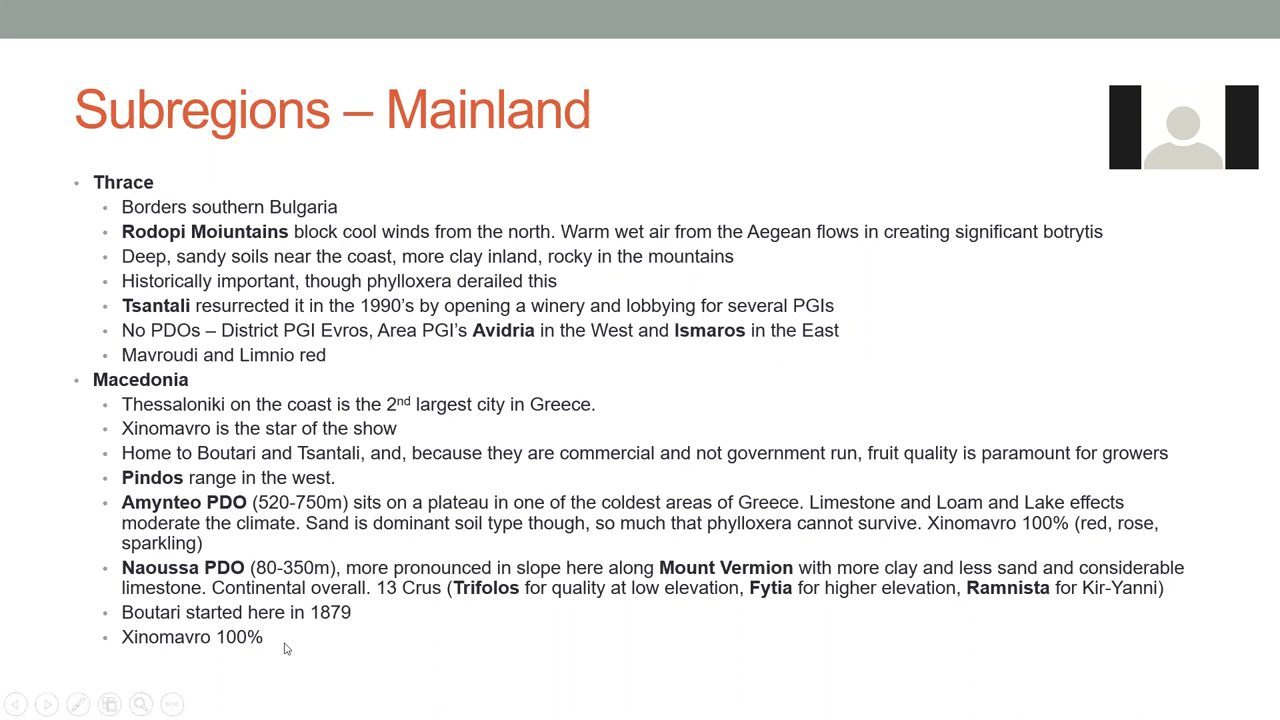 Subregions – Mainland
• Thrace
• Borders southern Bulgaria
• Rodopi Moiuntains block cool winds from the north. Warm wet air from the Aegean flows in creating significant botrytis
• Deep, sandy soils near the coast, more clay inland, rocky in the mountains
• Historically important, though phylloxera derailed this
• Tsantali resurrected it in the 1990's by opening a winery and lobbying for several PGIs
• No PDOs – District PGI Evros, Area PGI's Avidria in the West and Ismaros in the East
• Mavroudi and Limnio red
• Macedonia
• Thessaloniki on the coast is the 2nd largest city in Greece.
• Xinomavro is the star of the show
• Home to Boutari and Tsantali, and, because they are commercial and not government run, fruit quality is paramount for growers
• Pindos range in the west.
• Amynteo PDO (520-750m) sits on a plateau in one of the coldest areas of Greece. Limestone and Loam and Lake effects
moderate the climate. Sand is dominant soil type though, so much that phylloxera cannot survive. Xinomavro 100% (red, rose,
sparkling)
• Naoussa PDO (80-350m), more pronounced in slope here along Mount Vermion with more clay and less sand and considerable
limestone. Continental overall. 13 Crus (Trifolos for quality at low elevation, Fytia for higher elevation, Ramnista for Kir-Yanni)
• Boutari started here in 1879
• Xinomavro 100%